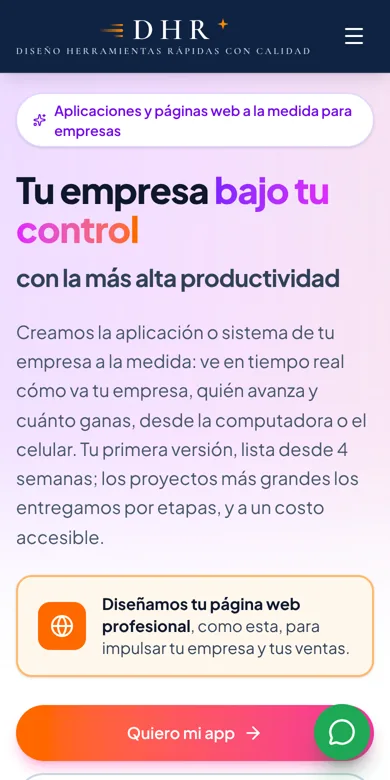 DHR
DISEÑO HERRAMIENTAS RÁPIDAS CON CALIDAD
Aplicaciones y páginas web a la medida para
empresas
Tu empresa bajo tu
control
con la más alta productividad
Creamos la aplicación o sistema de tu
empresa a la medida: ve en tiempo real
cómo va tu empresa, quién avanza y
cuánto ganas, desde la computadora o el
celular. Tu primera versión, lista desde 4
semanas; los proyectos más grandes los
entregamos por etapas, y a un costo
accesible.
Diseñamos tu página web
profesional, como esta, para
impulsar tu empresa y tus ventas.
Quiero mi app